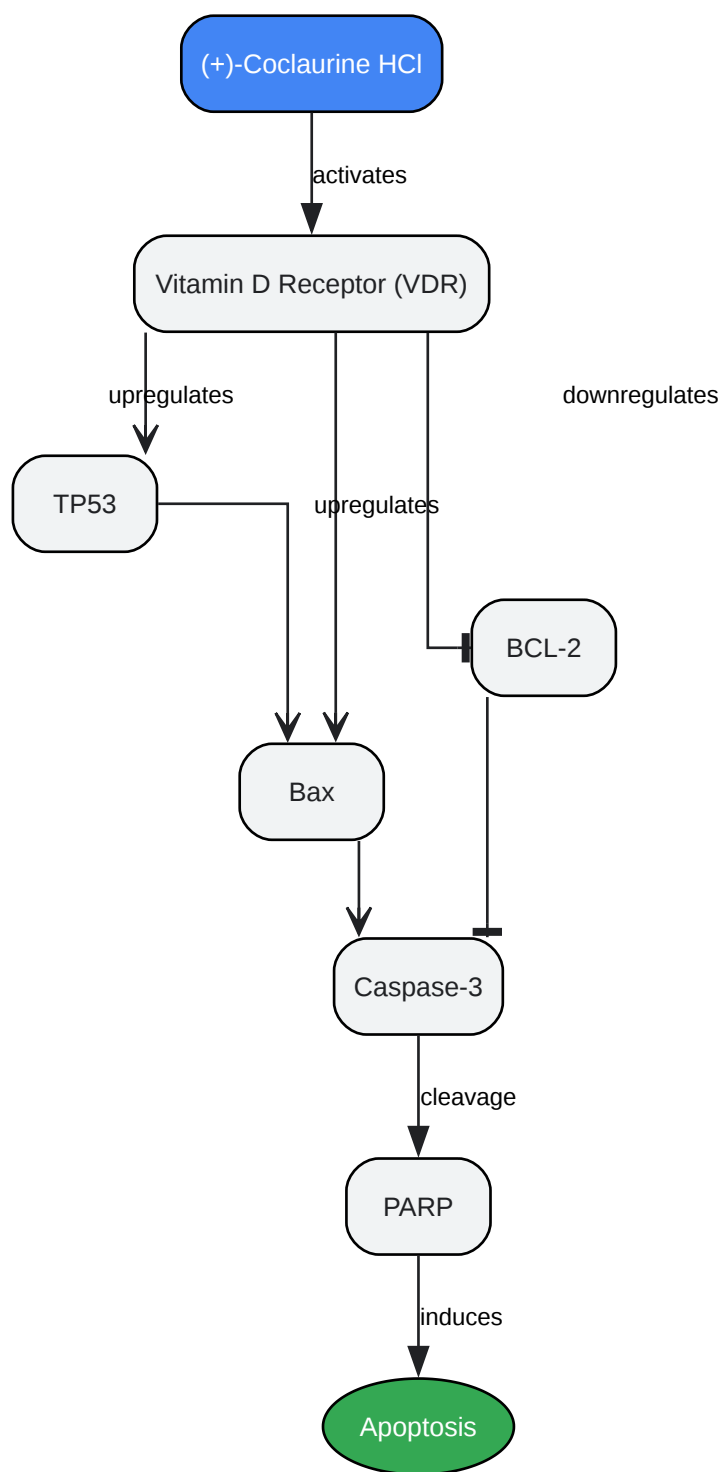 (+)-Coclaurine HCl
activates
Vitamin D Receptor (VDR)
upregulates
downregulates
TP53
upregulates
BCL-2
Bax
Caspase-3
cleavage
PARP
induces
Apoptosis